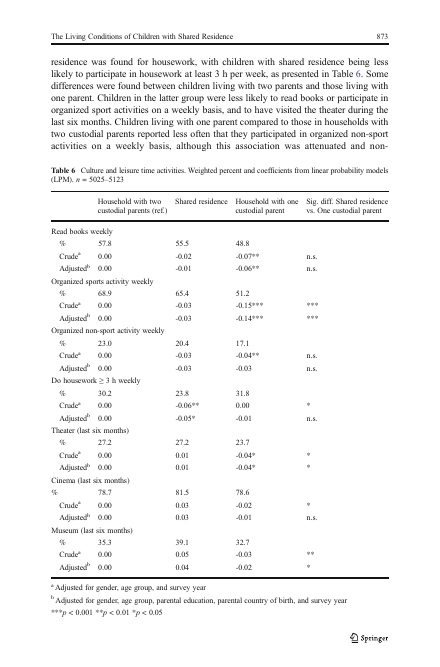 The Living Conditions of Children with Shared Residence 873
residence was found for housework, with children with shared residence being less
likely to participate in housework at least 3 h per week, as presented in Table 6. Some
differences were found between children living with two parents and those living with
one parent. Children in the latter group were less likely to read books or participate in
organized sport activities on a weekly basis, and to have visited the theater during the
last six months. Children living with one parent compared to those in households with
two custodial parents reported less often that they participated in organized non-sport
activities on a weekly basis, although this association was attenuated and non-
Table 6 Culture and leisure time activities. Weighted percent and coefficients from linear probability models
(LPM). n = 5025–5123
Household with two Shared residence Household with one Sig. diff. Shared residence
custodial parents (ref.) custodial parent vs. One custodial parent
Read books weekly
% 57.8 55.5 48.8
Crudeᵃ 0.00 -0.02 -0.07** n.s.
Adjustedᵇ 0.00 -0.01 -0.06** n.s.
Organized sports activity weekly
% 68.9 65.4 51.2
Crudeᵃ 0.00 -0.03 -0.15*** ***
Adjustedᵇ 0.00 -0.03 -0.14*** ***
Organized non-sport activity weekly
% 23.0 20.4 17.1
Crudeᵃ 0.00 -0.03 -0.04** n.s.
Adjustedᵇ 0.00 -0.03 -0.03 n.s.
Do housework ≥ 3 h weekly
% 30.2 23.8 31.8
Crudeᵃ 0.00 -0.06** 0.00 *
Adjustedᵇ 0.00 -0.05* -0.01 n.s.
Theater (last six months)
% 27.2 27.2 23.7
Crudeᵃ 0.00 0.01 -0.04* *
Adjustedᵇ 0.00 0.01 -0.04* *
Cinema (last six months)
% 78.7 81.5 78.6
Crudeᵃ 0.00 0.03 -0.02 *
Adjustedᵇ 0.00 0.03 -0.01 n.s.
Museum (last six months)
% 35.3 39.1 32.7
Crudeᵃ 0.00 0.05 -0.03 **
Adjustedᵇ 0.00 0.04 -0.02 *
ᵃ Adjusted for gender, age group, and survey year
ᵇ Adjusted for gender, age group, parental education, parental country of birth, and survey year
***p < 0.001 **p < 0.01 *p < 0.05
Springer